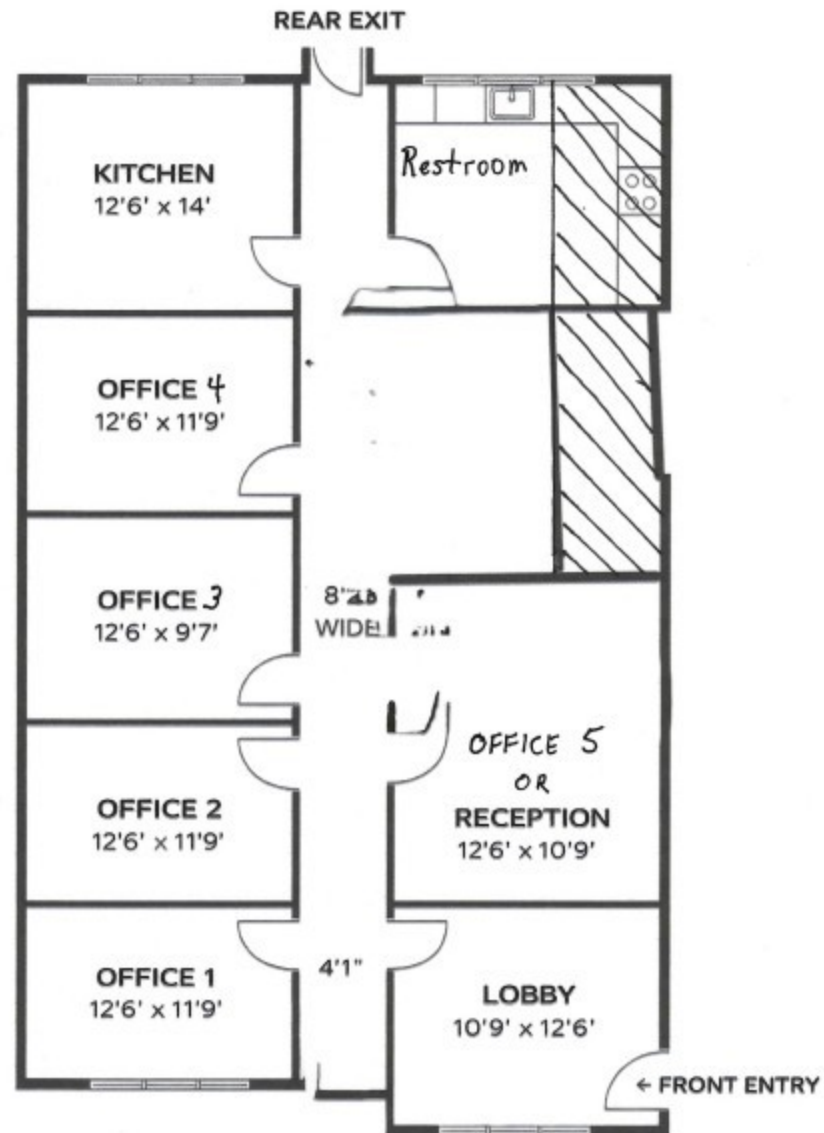 REAR EXIT
KITCHEN
12'6' x 14'
Restroom
OFFICE 4
12'6' x 11'9'
OFFICE 3
12'6' x 9'7'
8'
WIDE
OFFICE 5
OR
RECEPTION
12'6' x 10'9'
OFFICE 2
12'6' x 11'9'
OFFICE 1
12'6' x 11'9'
4'1"
LOBBY
10'9' x 12'6'
← FRONT ENTRY